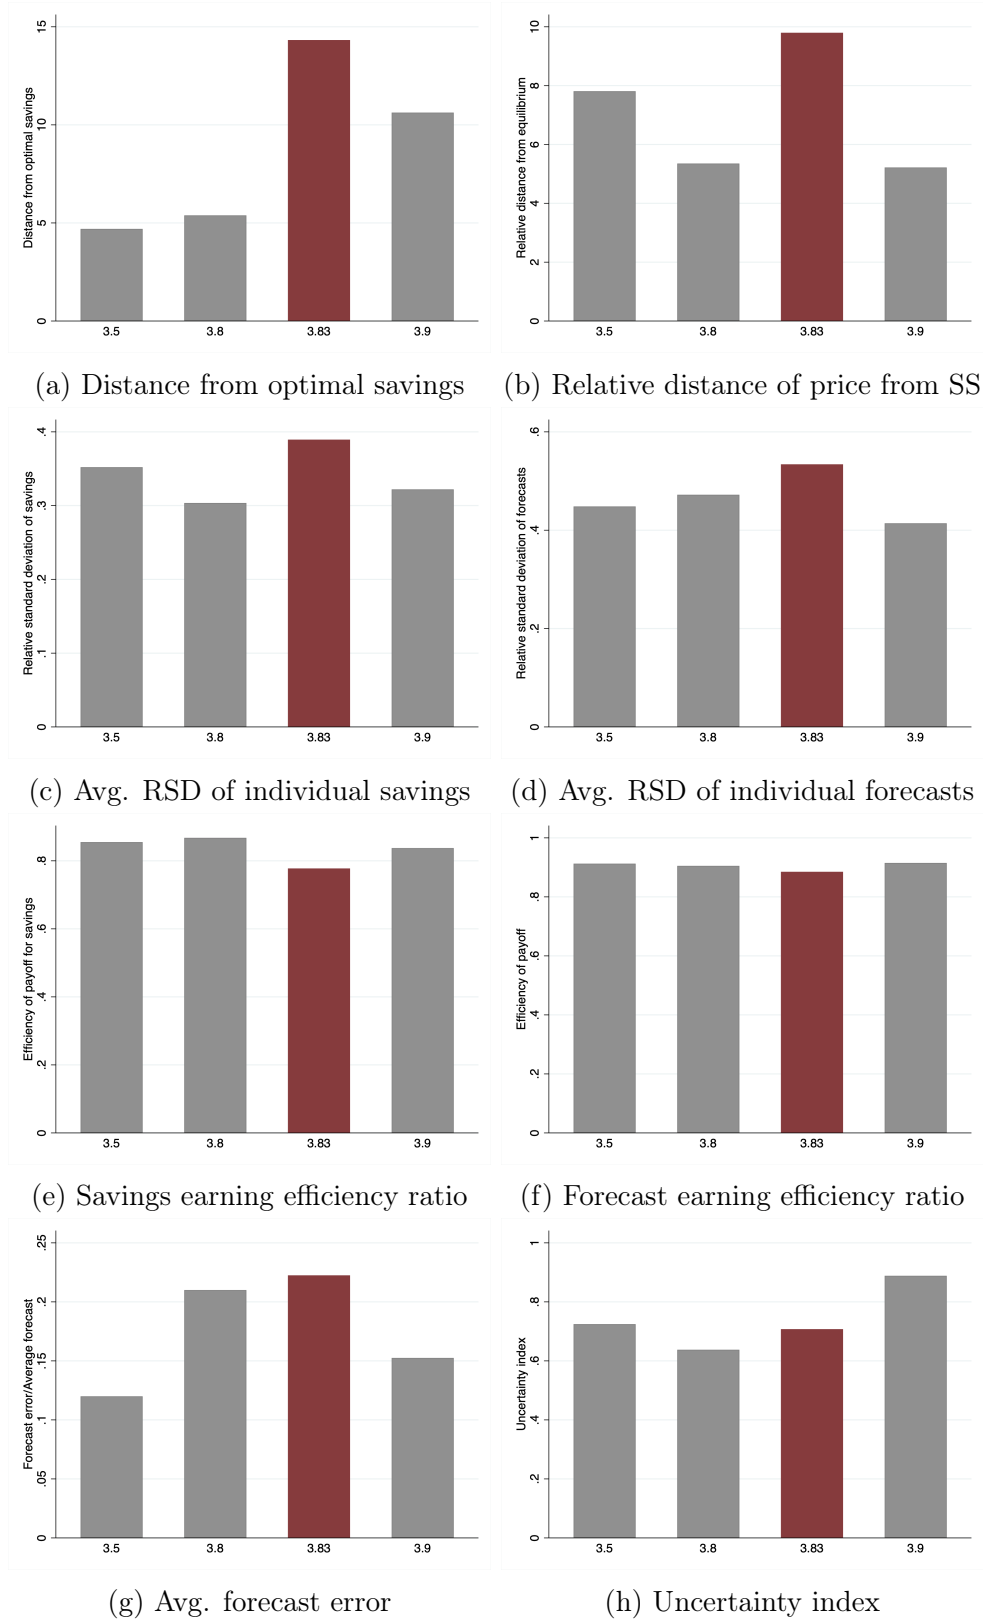 Distance from optimal savings
15
10
5
0
3.5 3.8 3.83 3.9
(a) Distance from optimal savings
Relative distance from equilibrium
10
8
6
4
2
0
3.5 3.8 3.83 3.9
(b) Relative distance of price from SS
Relative standard deviation of savings
.4
.3
.2
.1
0
3.5 3.8 3.83 3.9
(c) Avg. RSD of individual savings
Relative standard deviation of forecasts
.6
.4
.2
0
3.5 3.8 3.83 3.9
(d) Avg. RSD of individual forecasts
Efficiency of payoff for savings
.8
.6
.4
.2
0
3.5 3.8 3.83 3.9
(e) Savings earning efficiency ratio
Efficiency of payoff
1
.8
.6
.4
.2
0
3.5 3.8 3.83 3.9
(f) Forecast earning efficiency ratio
Forecast error/Average forecast
.25
.2
.15
.1
.05
0
3.5 3.8 3.83 3.9
(g) Avg. forecast error
Uncertainty index
1
.8
.6
.4
.2
0
3.5 3.8 3.83 3.9
(h) Uncertainty index